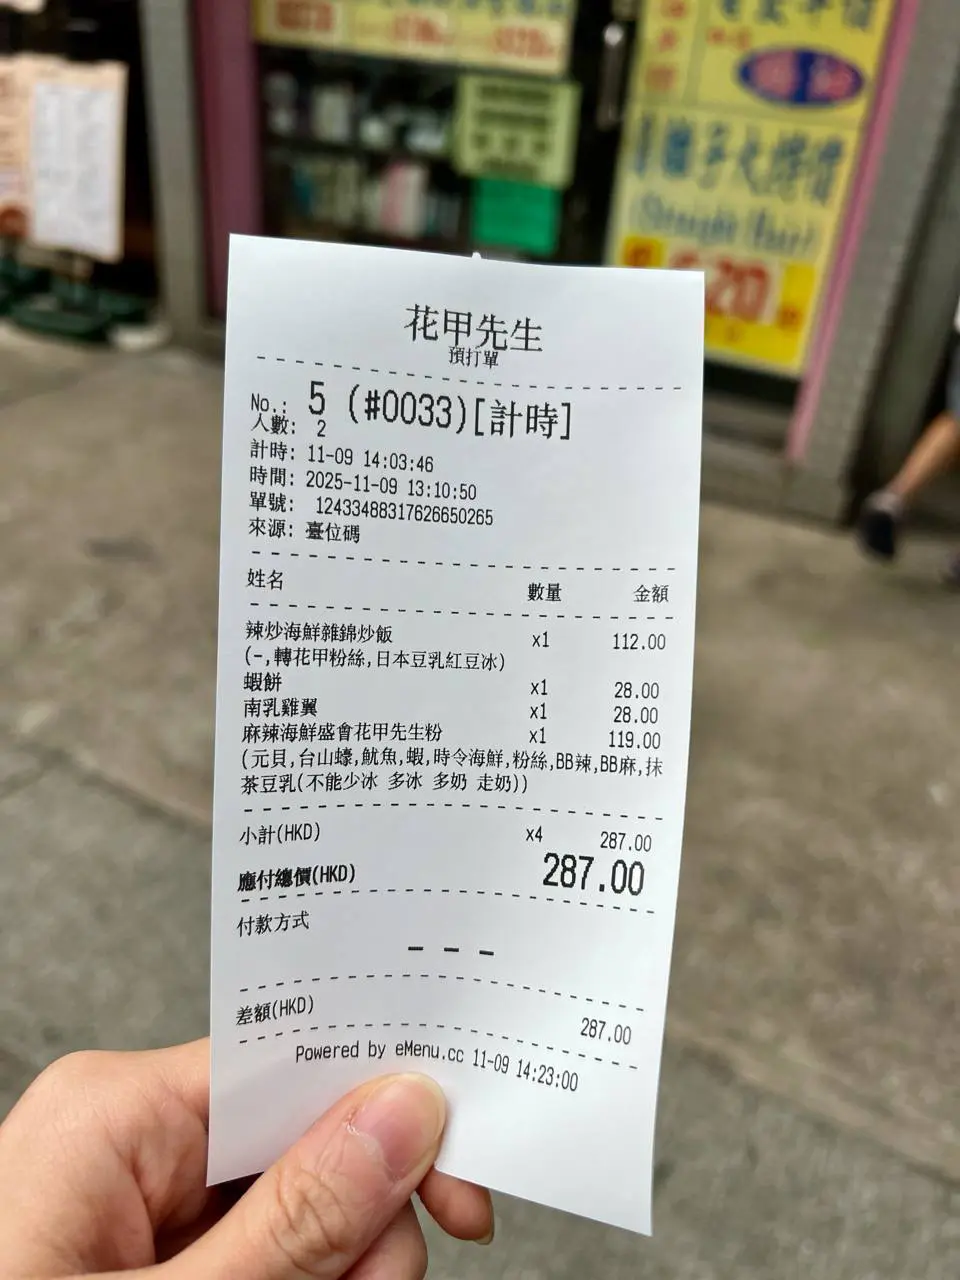 花甲先生
預打單
No.: 5 (#0033)[計時]
人數: 2
計時: 11-09 14:03:46
時間: 2025-11-09 13:10:50
單號: 12433488317626650265
來源: 臺位碼
姓名 數量 金額
辣炒海鮮雜錦炒飯 x1 112.00
(-,轉花甲粉絲,日本豆乳紅豆冰)
蝦餅 x1 28.00
南乳雞翼 x1 28.00
麻辣海鮮盛會花甲先生粉 x1 119.00
(元貝,台山蠔,魷魚,蝦,時令海鮮,粉絲,BB辣,BB麻,抹
茶豆乳(不能少冰 多冰 多奶 走奶))
小計(HKD) x4 287.00
應付總價(HKD) 287.00
付款方式
– – –
差額(HKD) 287.00
Powered by eMenu.cc 11-09 14:23:00